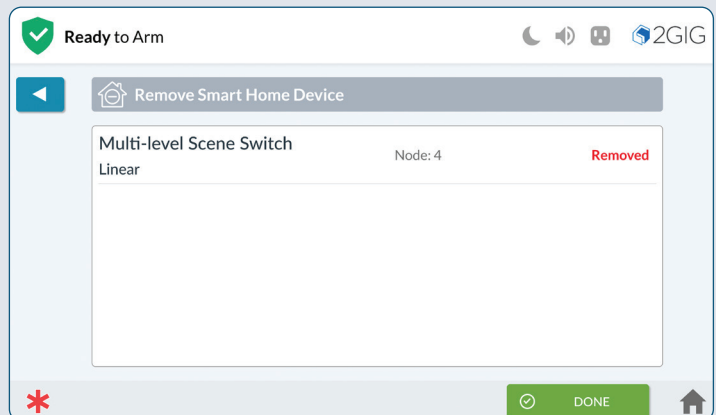 Ready to Arm
2GIG
Remove Smart Home Device
Multi-level Scene Switch
Linear
Node: 4
Removed
DONE